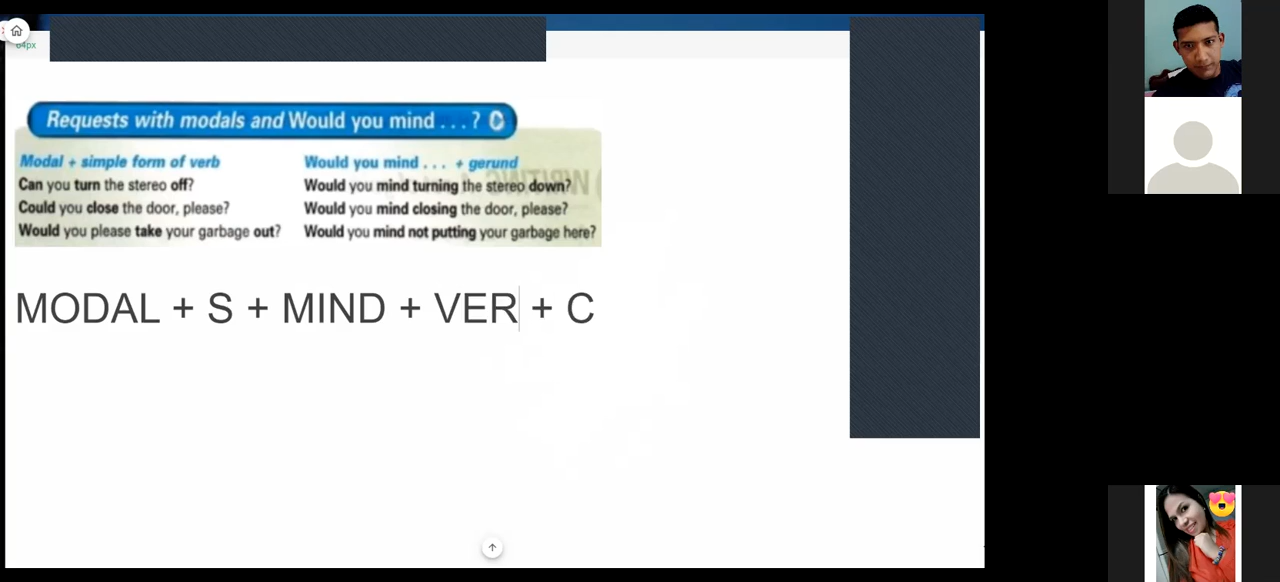 64px
Requests with modals and Would you mind . . . ?
Modal + simple form of verb
Can you turn the stereo off?
Could you close the door, please?
Would you please take your garbage out?
Would you mind . . . + gerund
Would you mind turning the stereo down?
Would you mind closing the door, please?
Would you mind not putting your garbage here?
MODAL + S + MIND + VER + C